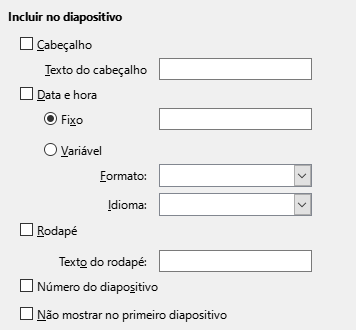 Incluir no diapositivo
Cabeçalho
Texto do cabeçalho
Data e hora
Fixo
Variável
Formato:
Idioma:
Rodapé
Texto do rodapé:
Número do diapositivo
Não mostrar no primeiro diapositivo